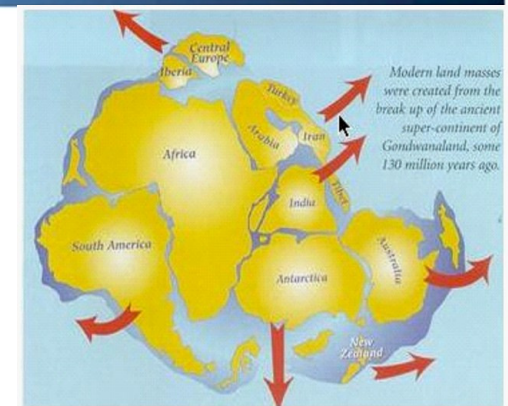 Central
Europe
Iberia
Turkey
Arabia
Iran
Africa
Tibet
India
South America
Antarctica
Australia
New
Zealand
Modern land masses
were created from the
break up of the ancient
super-continent of
Gondwanaland, some
130 million years ago.